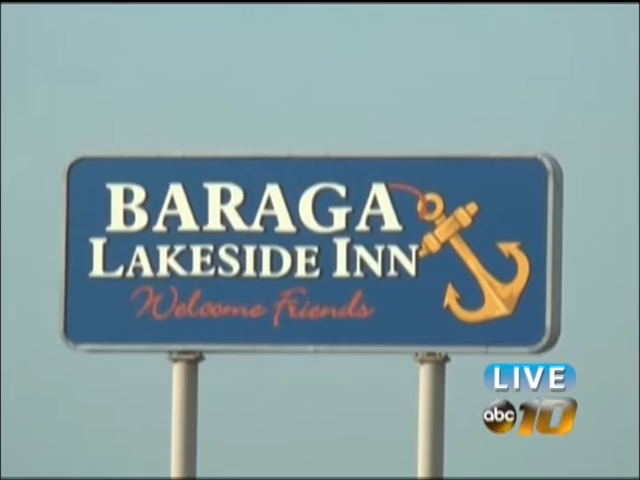 BARAGA
LAKESIDE INN
Welcome Friends
LIVE
abc 10